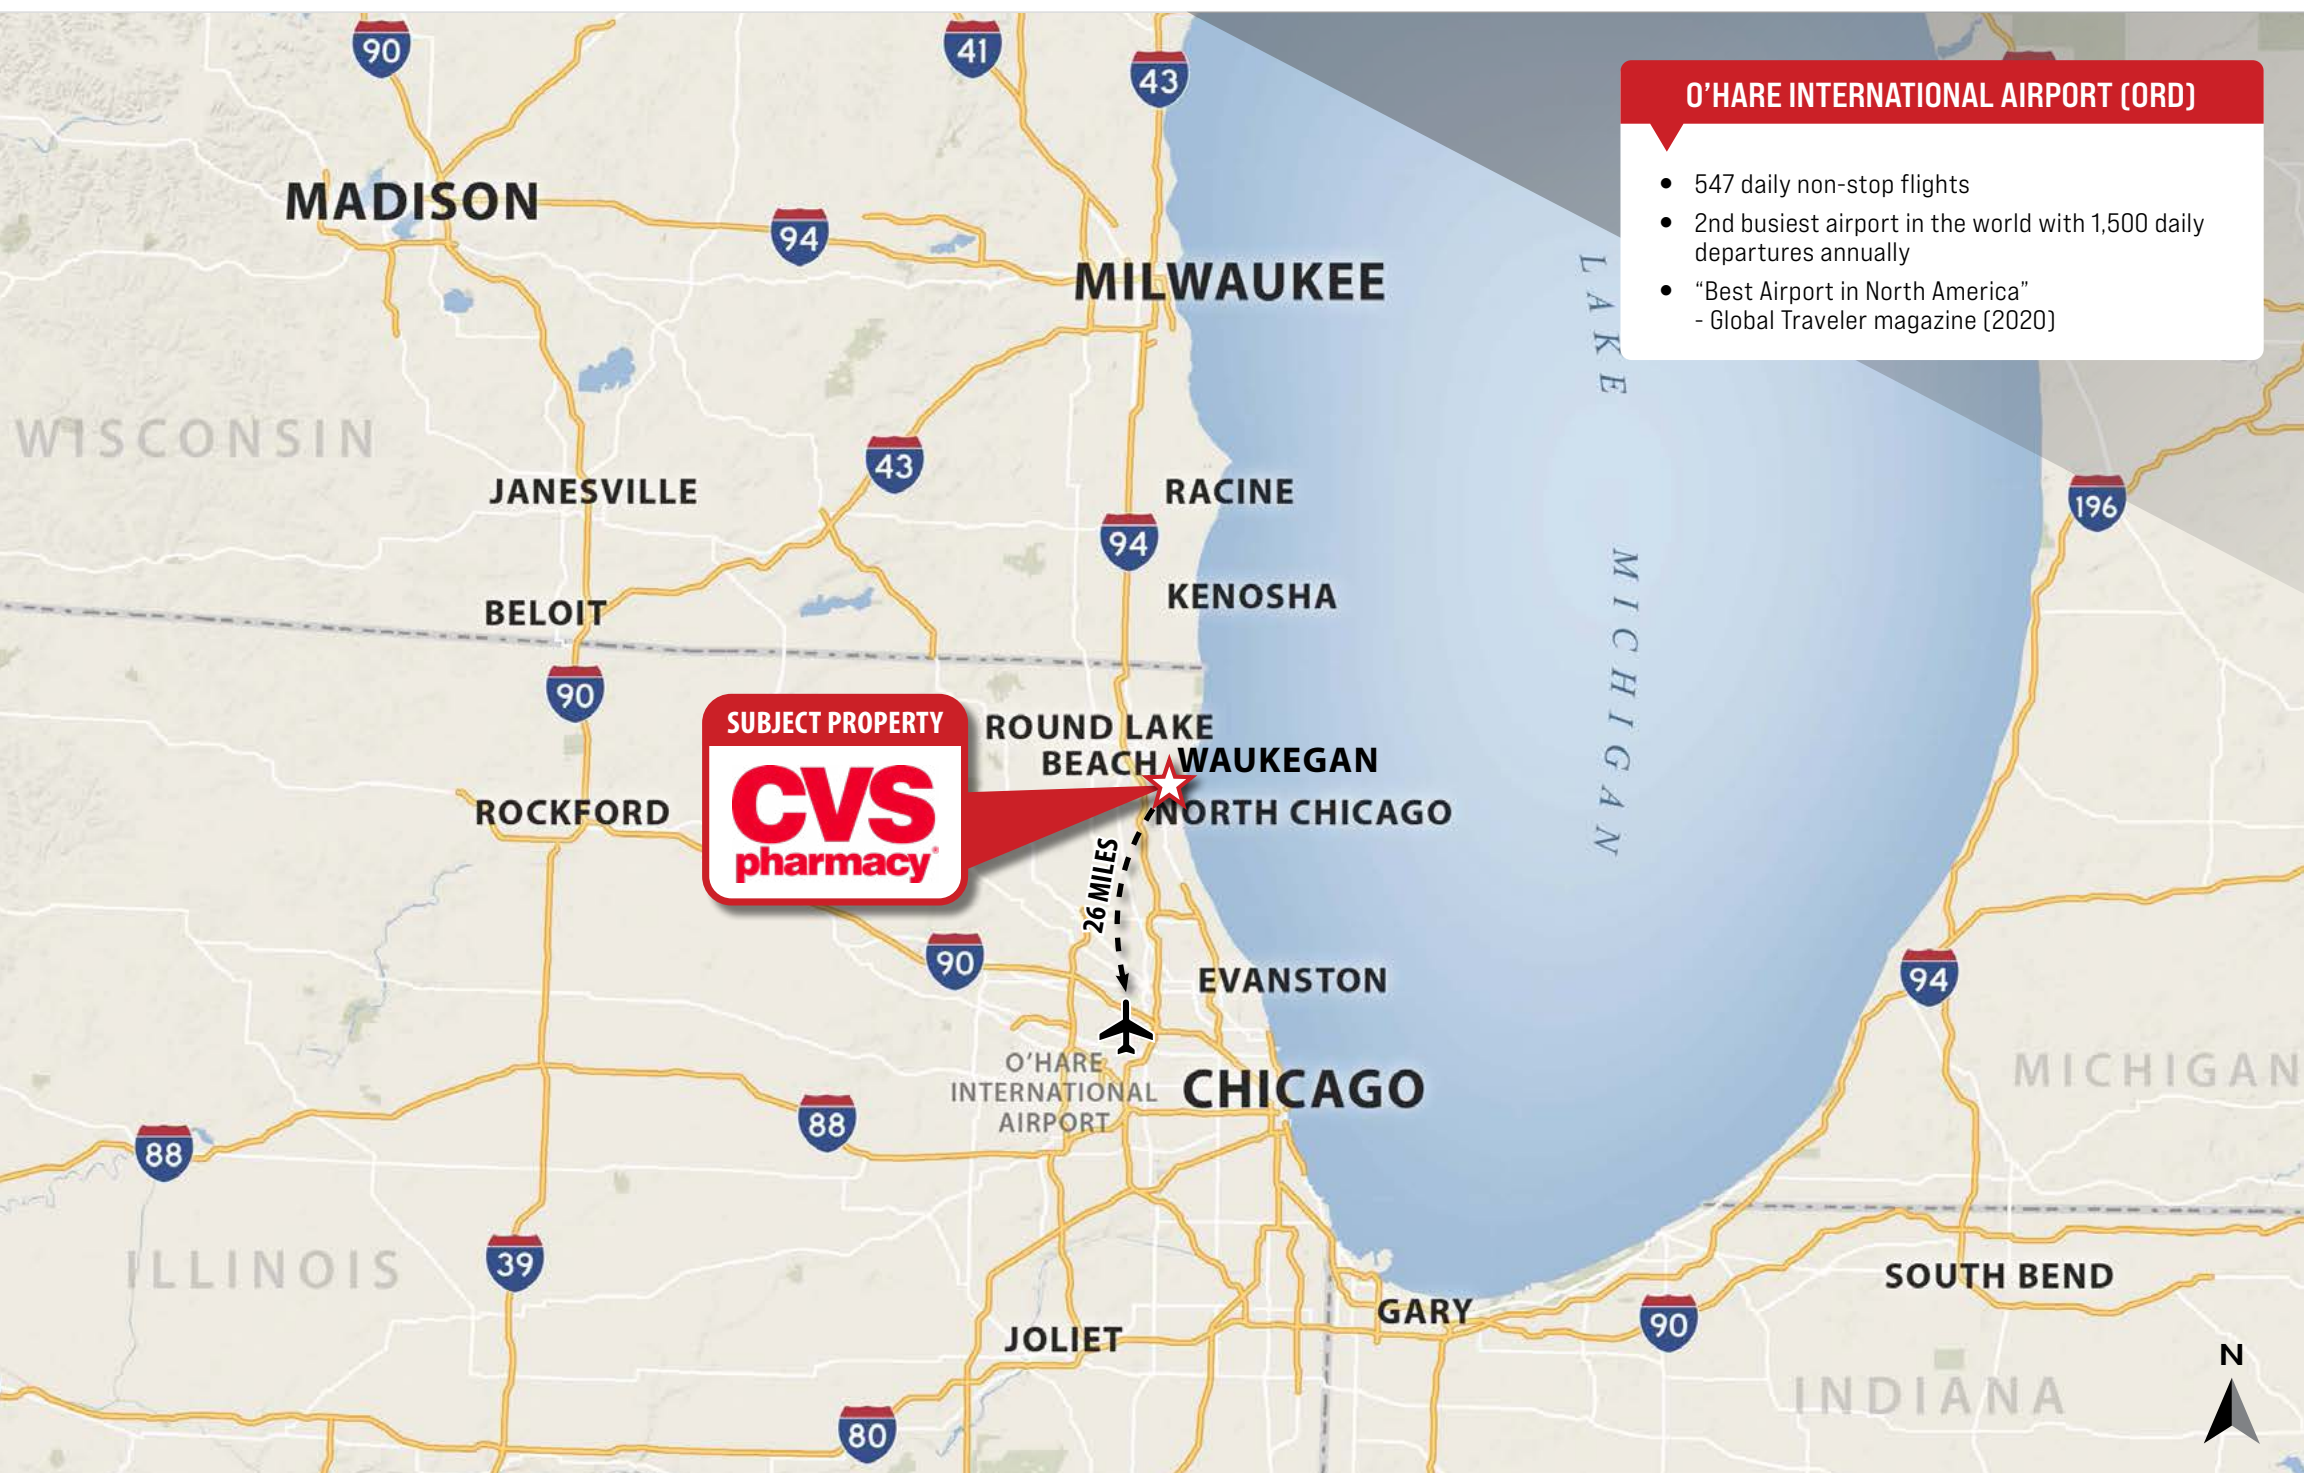 90
41
43
O'HARE INTERNATIONAL AIRPORT (ORD)
• 547 daily non-stop flights
• 2nd busiest airport in the world with 1,500 daily
departures annually
• “Best Airport in North America”
- Global Traveler magazine (2020)
MADISON
94
MILWAUKEE
LAKE
MICHIGAN
WISCONSIN
43
JANESVILLE
RACINE
196
94
KENOSHA
BELOIT
90
SUBJECT PROPERTY
CVS
pharmacy
ROUND LAKE
BEACH
WAUKEGAN
NORTH CHICAGO
ROCKFORD
26 MILES
90
EVANSTON
94
O'HARE
INTERNATIONAL
AIRPORT
CHICAGO
MICHIGAN
88
88
39
ILLINOIS
SOUTH BEND
GARY
90
JOLIET
N
INDIANA
80